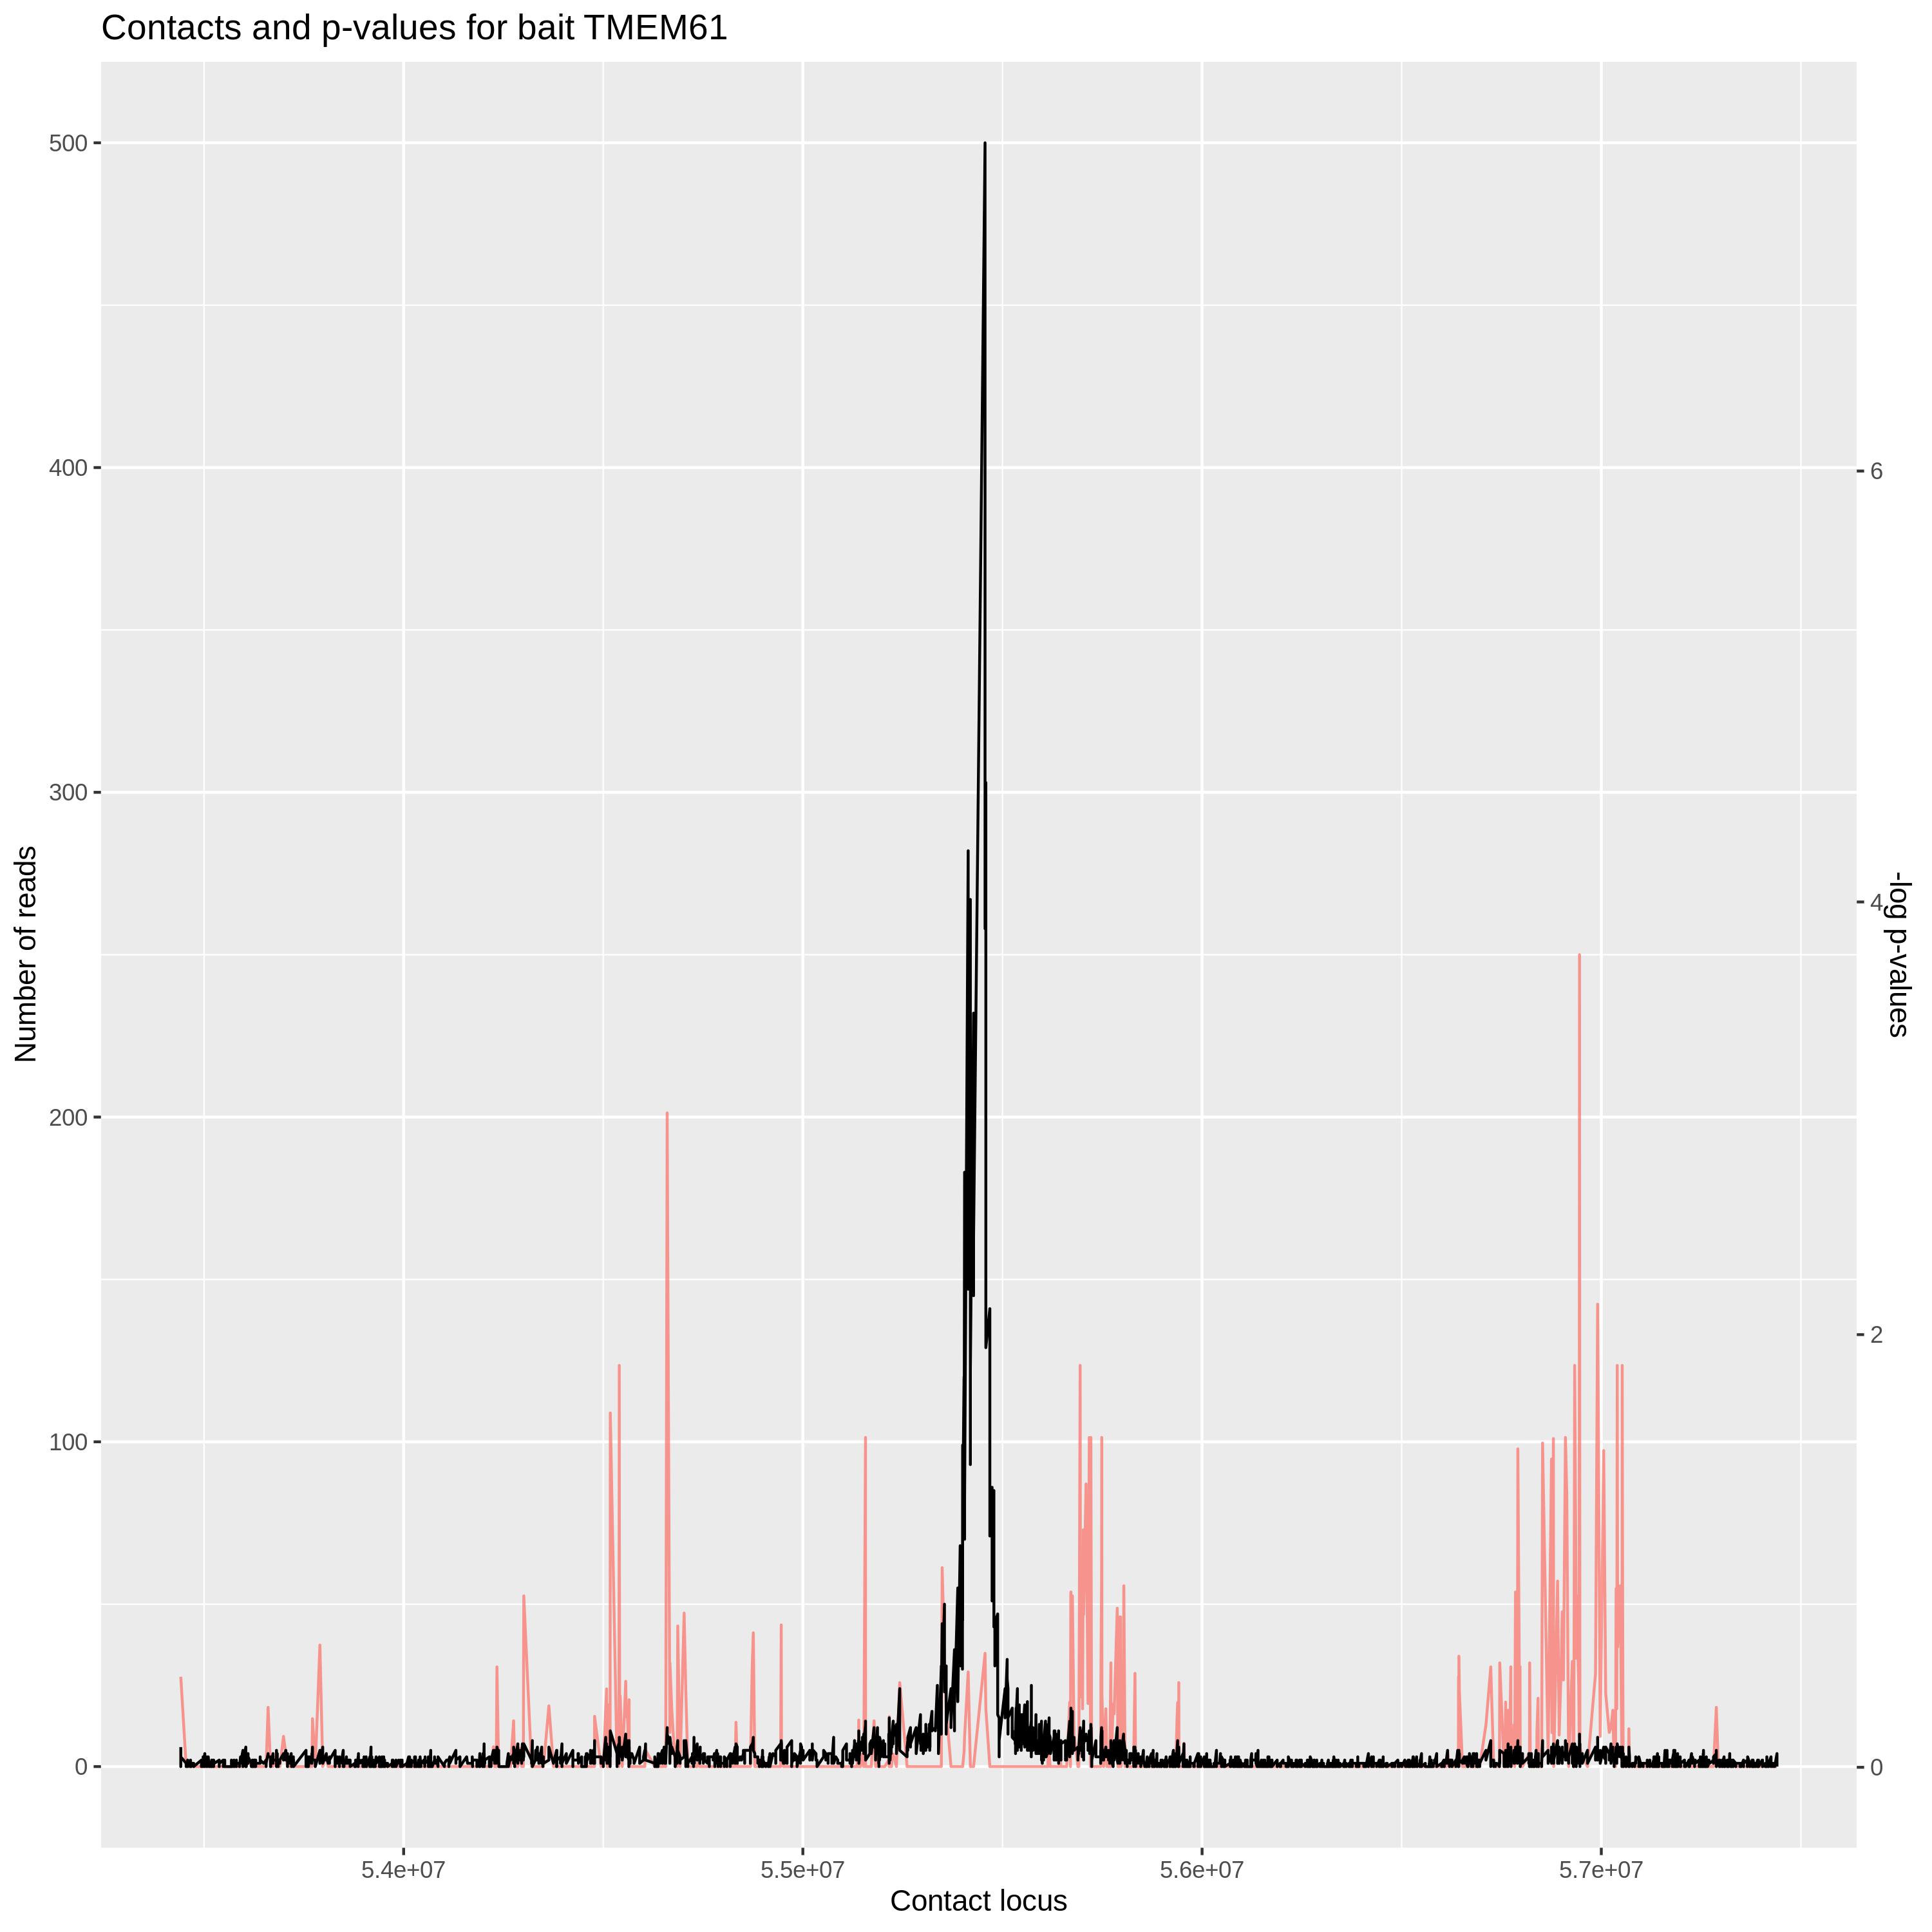 Contacts and p-values for bait TMEM61
500
400
300
200
100
0
Number of reads
6
4
2
0
-log p-values
5.4e+07
5.5e+07
5.6e+07
5.7e+07
Contact locus